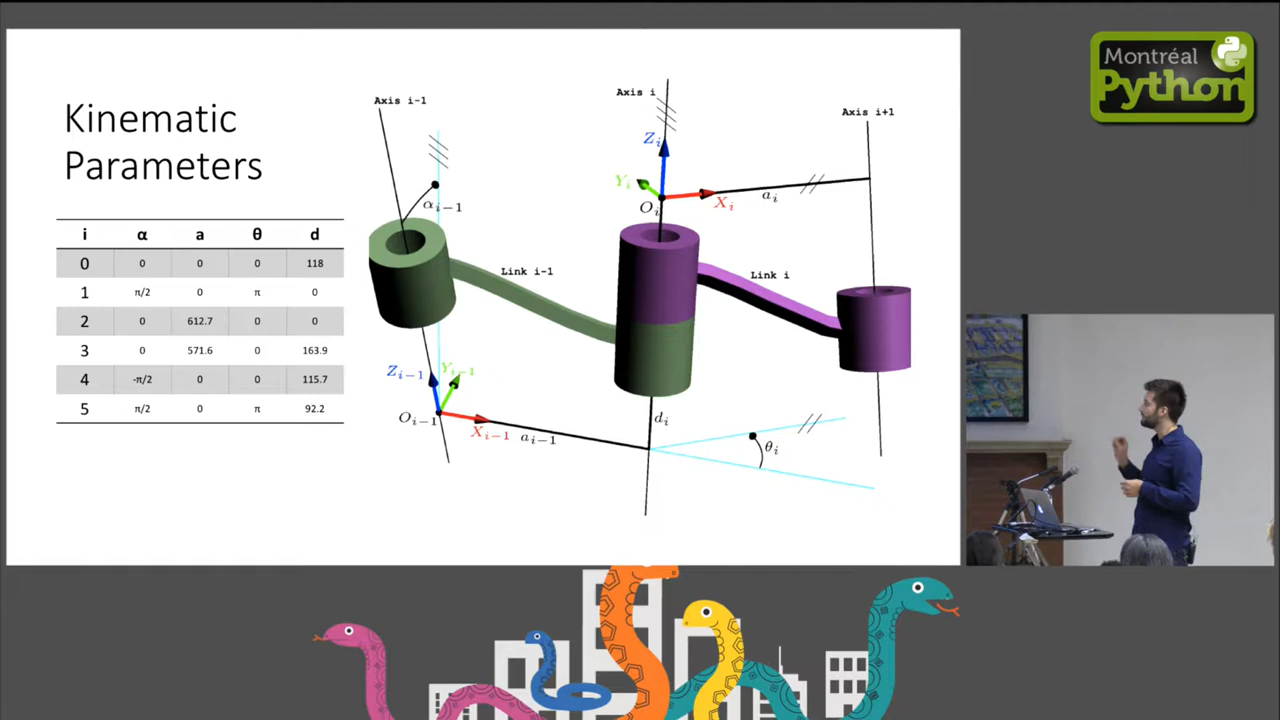 Kinematic
Parameters
i α a θ d
0 0 0 0 118
1 π/2 0 π 0
2 0 612.7 0 0
3 0 571.6 0 163.9
4 -π/2 0 0 115.7
5 π/2 0 π 92.2
Axis i-1
Axis i
Axis i+1
Z_i
Y_i
X_i
O_i
a_i
α_{i−1}
Link i-1
Link i
Z_{i−1}
Y_{i−1}
O_{i−1}
X_{i−1}
a_{i−1}
d_i
θ_i
Montréal
Python